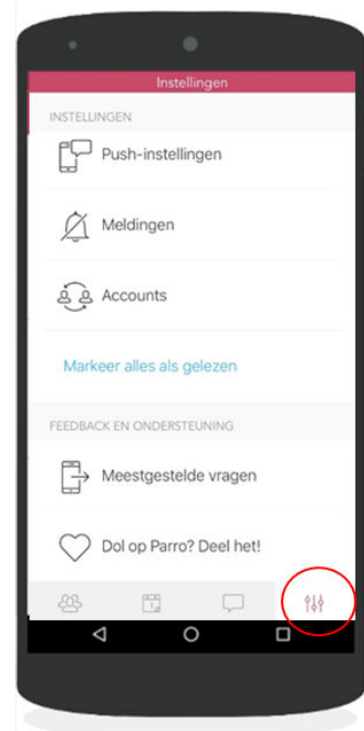 Instellingen
INSTELLINGEN
Push-instellingen
Meldingen
Accounts
Markeer alles als gelezen
FEEDBACK EN ONDERSTEUNING
Meestgestelde vragen
Dol op Parro? Deel het!